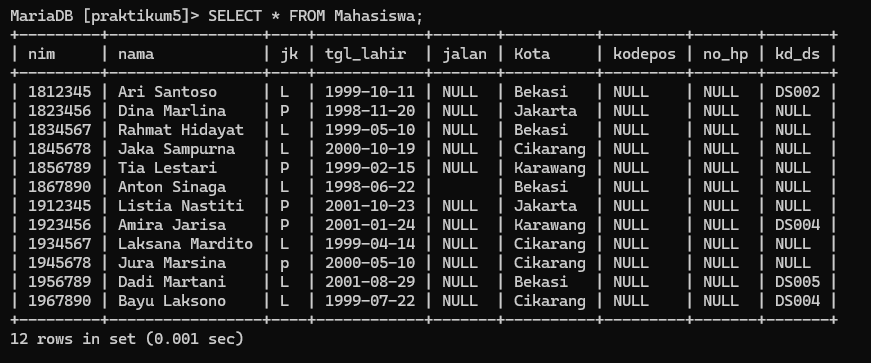 MariaDB [praktikum5]> SELECT * FROM Mahasiswa;
+---------+------------------+----+------------+-------+----------+---------+-------+-------+
| nim     | nama             | jk | tgl_lahir  | jalan | Kota     | kodepos | no_hp | kd_ds |
+---------+------------------+----+------------+-------+----------+---------+-------+-------+
| 1812345 | Ari Santoso      | L  | 1999-10-11 | NULL  | Bekasi   | NULL    | NULL  | DS002 |
| 1823456 | Dina Marlina     | P  | 1998-11-20 | NULL  | Jakarta  | NULL    | NULL  | NULL  |
| 1834567 | Rahmat Hidayat   | L  | 1999-05-10 | NULL  | Bekasi   | NULL    | NULL  | NULL  |
| 1845678 | Jaka Sampurna    | L  | 2000-10-19 | NULL  | Cikarang | NULL    | NULL  | NULL  |
| 1856789 | Tia Lestari      | P  | 1999-02-15 | NULL  | Karawang | NULL    | NULL  | NULL  |
| 1867890 | Anton Sinaga     | L  | 1998-06-22 |       | Bekasi   | NULL    | NULL  | NULL  |
| 1912345 | Listia Nastiti   | P  | 2001-10-23 | NULL  | Jakarta  | NULL    | NULL  | NULL  |
| 1923456 | Amira Jarisa     | P  | 2001-01-24 | NULL  | Karawang | NULL    | NULL  | DS004 |
| 1934567 | Laksana Mardito  | L  | 1999-04-14 | NULL  | Cikarang | NULL    | NULL  | NULL  |
| 1945678 | Jura Marsina     | p  | 2000-05-10 | NULL  | Cikarang | NULL    | NULL  | NULL  |
| 1956789 | Dadi Martani     | L  | 2001-08-29 | NULL  | Bekasi   | NULL    | NULL  | DS005 |
| 1967890 | Bayu Laksono     | L  | 1999-07-22 | NULL  | Cikarang | NULL    | NULL  | DS004 |
+---------+------------------+----+------------+-------+----------+---------+-------+-------+
12 rows in set (0.001 sec)